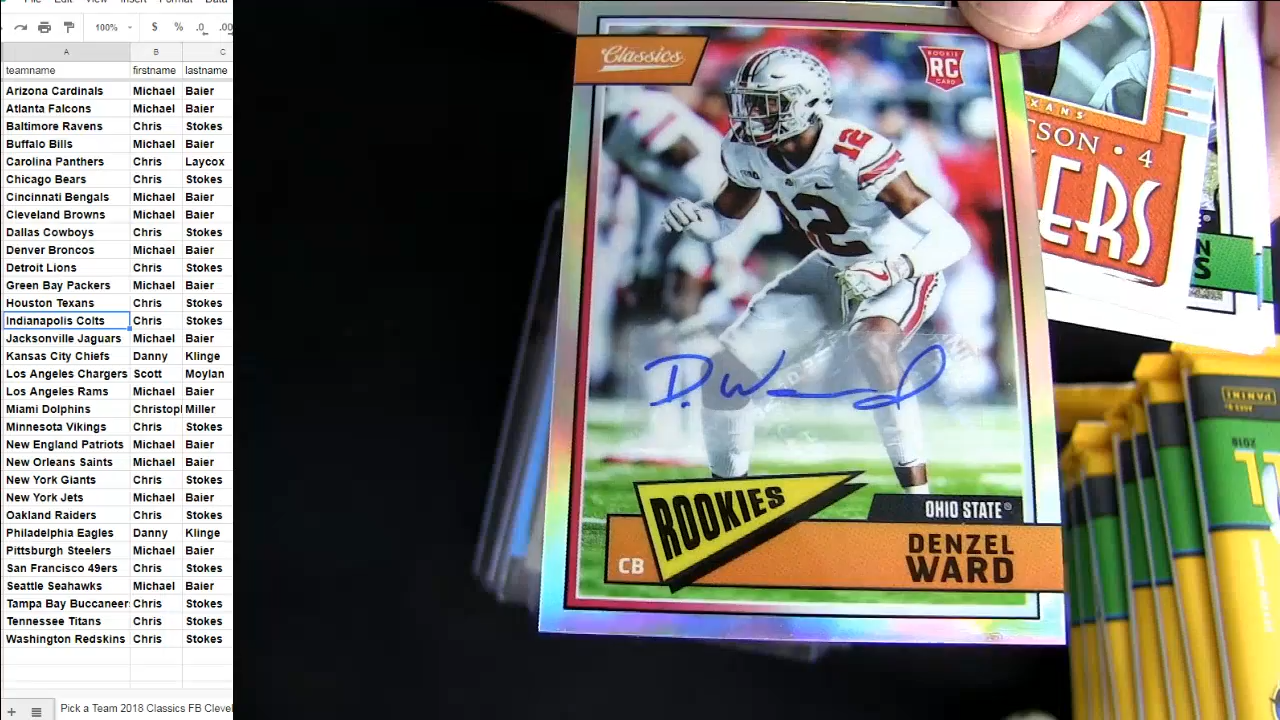 File Edit View Insert Format Data
100% $ % .0 .00
A B C
teamname firstname lastname
Arizona Cardinals Michael Baier
Atlanta Falcons Michael Baier
Baltimore Ravens Chris Stokes
Buffalo Bills Michael Baier
Carolina Panthers Chris Laycox
Chicago Bears Chris Stokes
Cincinnati Bengals Michael Baier
Cleveland Browns Michael Baier
Dallas Cowboys Chris Stokes
Denver Broncos Michael Baier
Detroit Lions Chris Stokes
Green Bay Packers Michael Baier
Houston Texans Chris Stokes
Indianapolis Colts Chris Stokes
Jacksonville Jaguars Michael Baier
Kansas City Chiefs Danny Klinge
Los Angeles Chargers Scott Moylan
Los Angeles Rams Michael Baier
Miami Dolphins Christopl Miller
Minnesota Vikings Chris Stokes
New England Patriots Michael Baier
New Orleans Saints Michael Baier
New York Giants Chris Stokes
New York Jets Michael Baier
Oakland Raiders Chris Stokes
Philadelphia Eagles Danny Klinge
Pittsburgh Steelers Michael Baier
San Francisco 49ers Chris Stokes
Seattle Seahawks Michael Baier
Tampa Bay Buccaneer Chris Stokes
Tennessee Titans Chris Stokes
Washington Redskins Chris Stokes
+ Pick a Team 2018 Classics FB Clevel
Classics
ROOKIE
RC
CARD
12
12
D. Ward
ROOKIES
OHIO STATE®
CB
DENZEL
WARD
XANS
TSON • 4
ERS
N
S
PANINI
2018